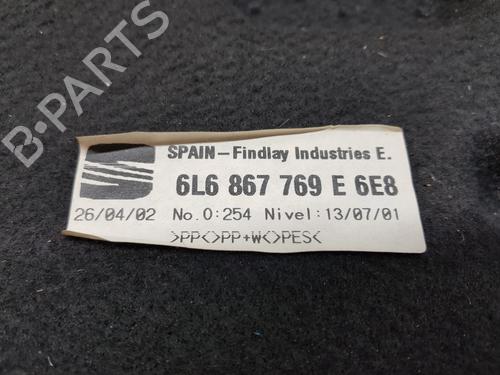 B-PARTS
SPAIN-Findlay Industries E.
6L6 867 769 E 6E8
26/04/02 No.0:254 Nivel:13/07/01
>PP<>PP+W<>PES<